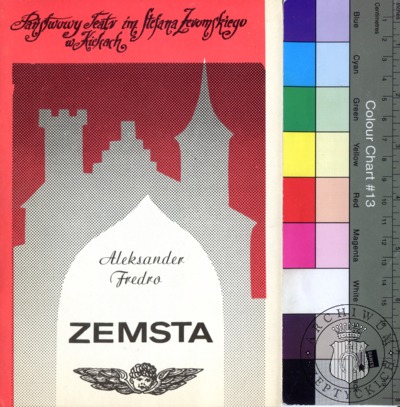 Państwowy Teatr im. Stefana Żeromskiego
w Kielcach
Aleksander
Fredro
ZEMSTA
Blue
Cyan
Green
Yellow
Red
Magenta
White
Colour Chart #13
Centimetres
ARCHIWUM